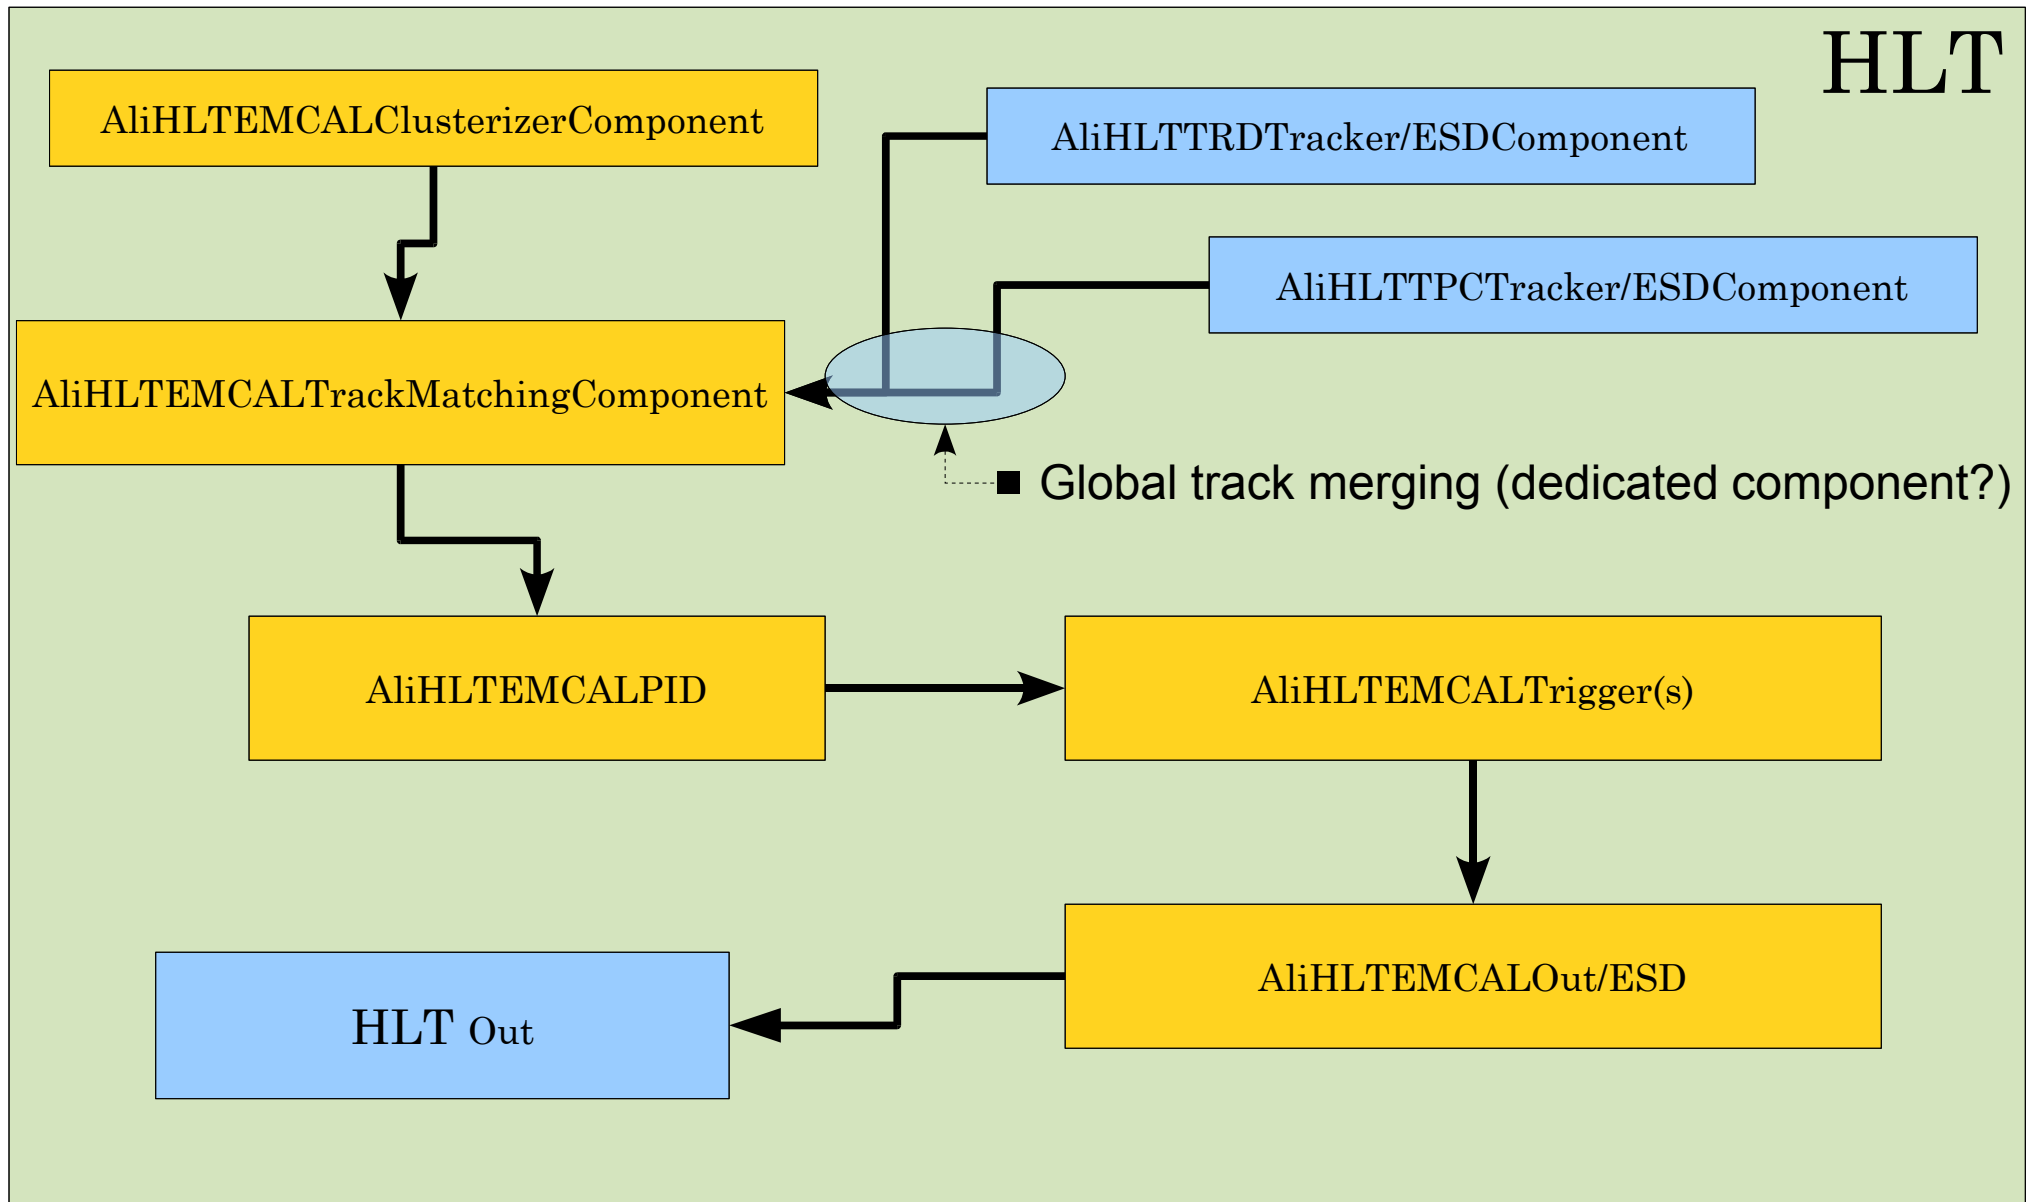 HLT
AliHLTEMCALClusterizerComponent
AliHLTTRDTracker/ESDComponent
AliHLTTPCTracker/ESDComponent
AliHLTEMCALTrackMatchingComponent
Global track merging (dedicated component?)
AliHLTEMCALPID
AliHLTEMCALTrigger(s)
AliHLTEMCALOut/ESD
HLT Out